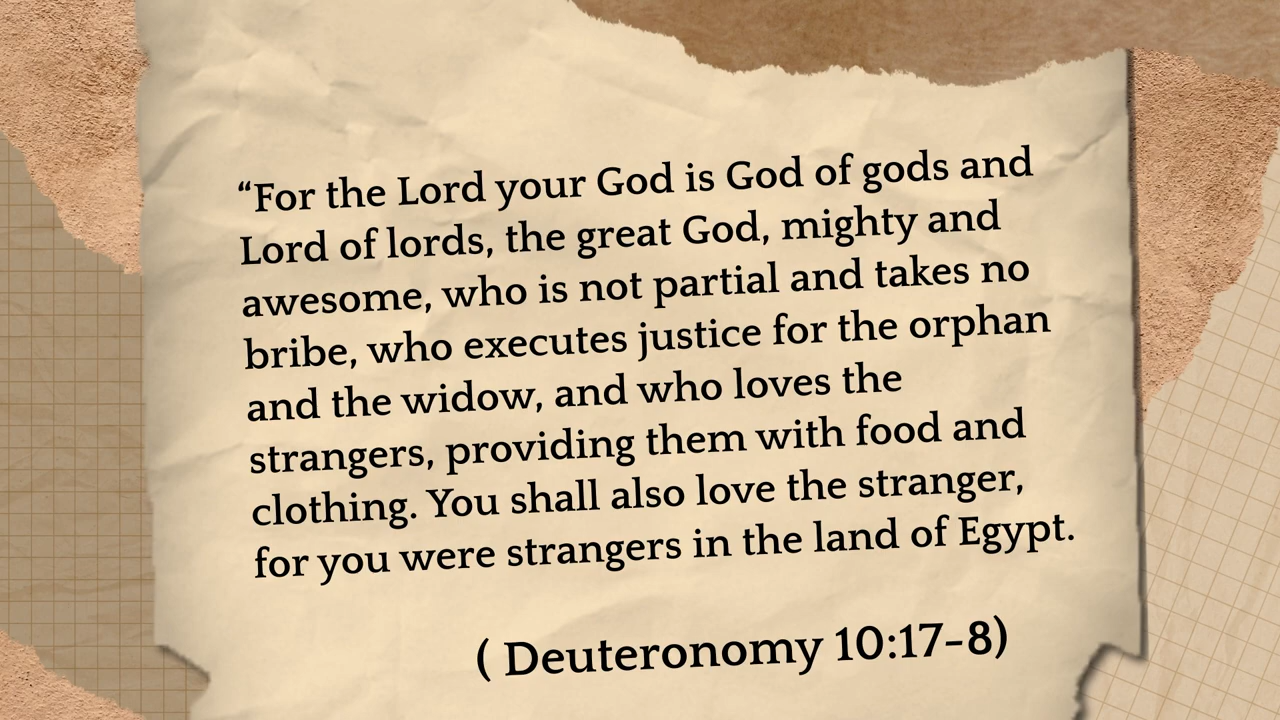 “For the Lord your God is God of gods and
Lord of lords, the great God, mighty and
awesome, who is not partial and takes no
bribe, who executes justice for the orphan
and the widow, and who loves the
strangers, providing them with food and
clothing. You shall also love the stranger,
for you were strangers in the land of Egypt.
( Deuteronomy 10:17-8)